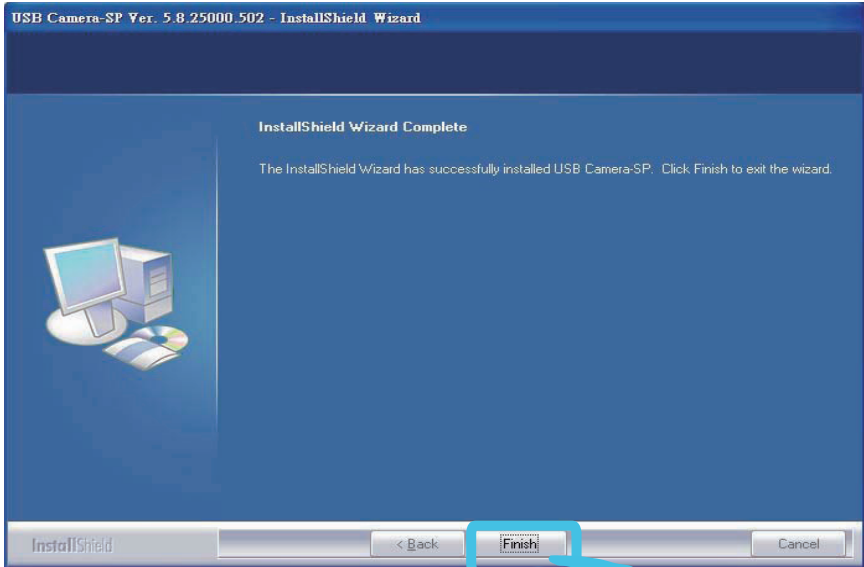 USB Camera-SP Ver. 5.8.25000.502 - InstallShield Wizard
InstallShield Wizard Complete
The InstallShield Wizard has successfully installed USB Camera-SP. Click Finish to exit the wizard.
InstallShield
< Back
Finish
Cancel